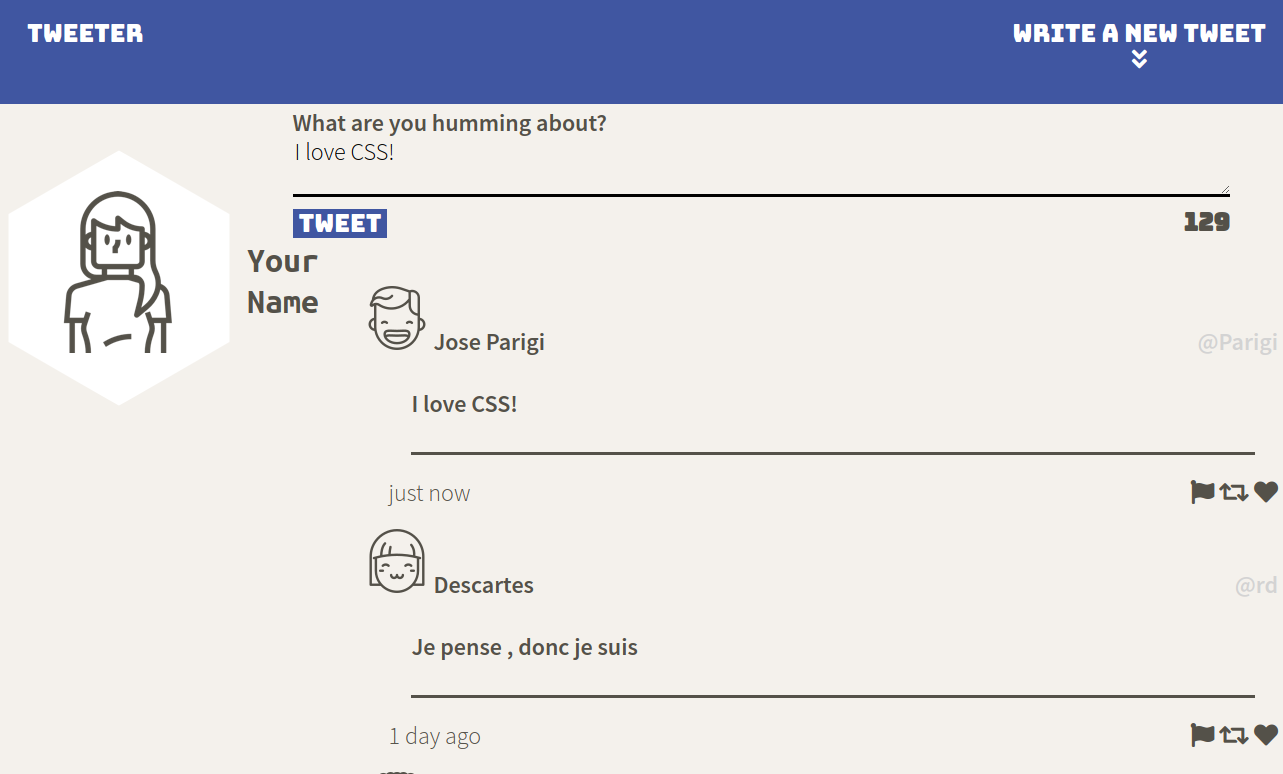 TWEETER
WRITE A NEW TWEET
What are you humming about?
I love CSS!
TWEET
129
Your
Name
Jose Parigi
@Parigi
I love CSS!
just now
Descartes
@rd
Je pense , donc je suis
1 day ago